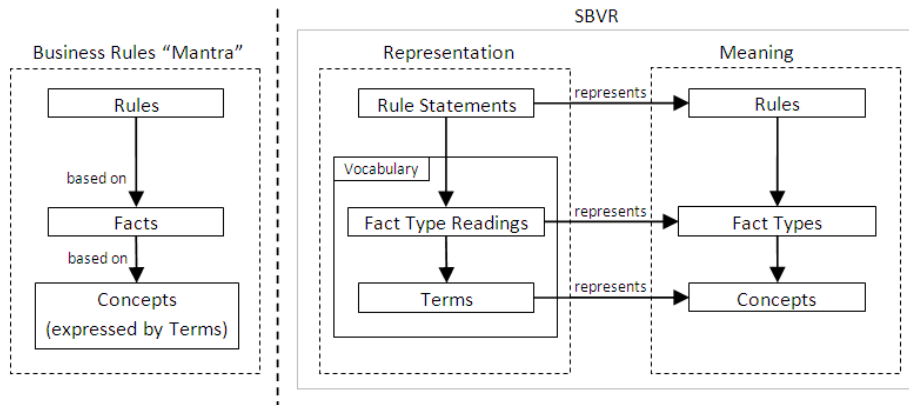 SBVR
Business Rules “Mantra”
Rules
based on
Facts
based on
Concepts
(expressed by Terms)
Representation
Rule Statements
Vocabulary
Fact Type Readings
Terms
represents
represents
represents
Meaning
Rules
Fact Types
Concepts